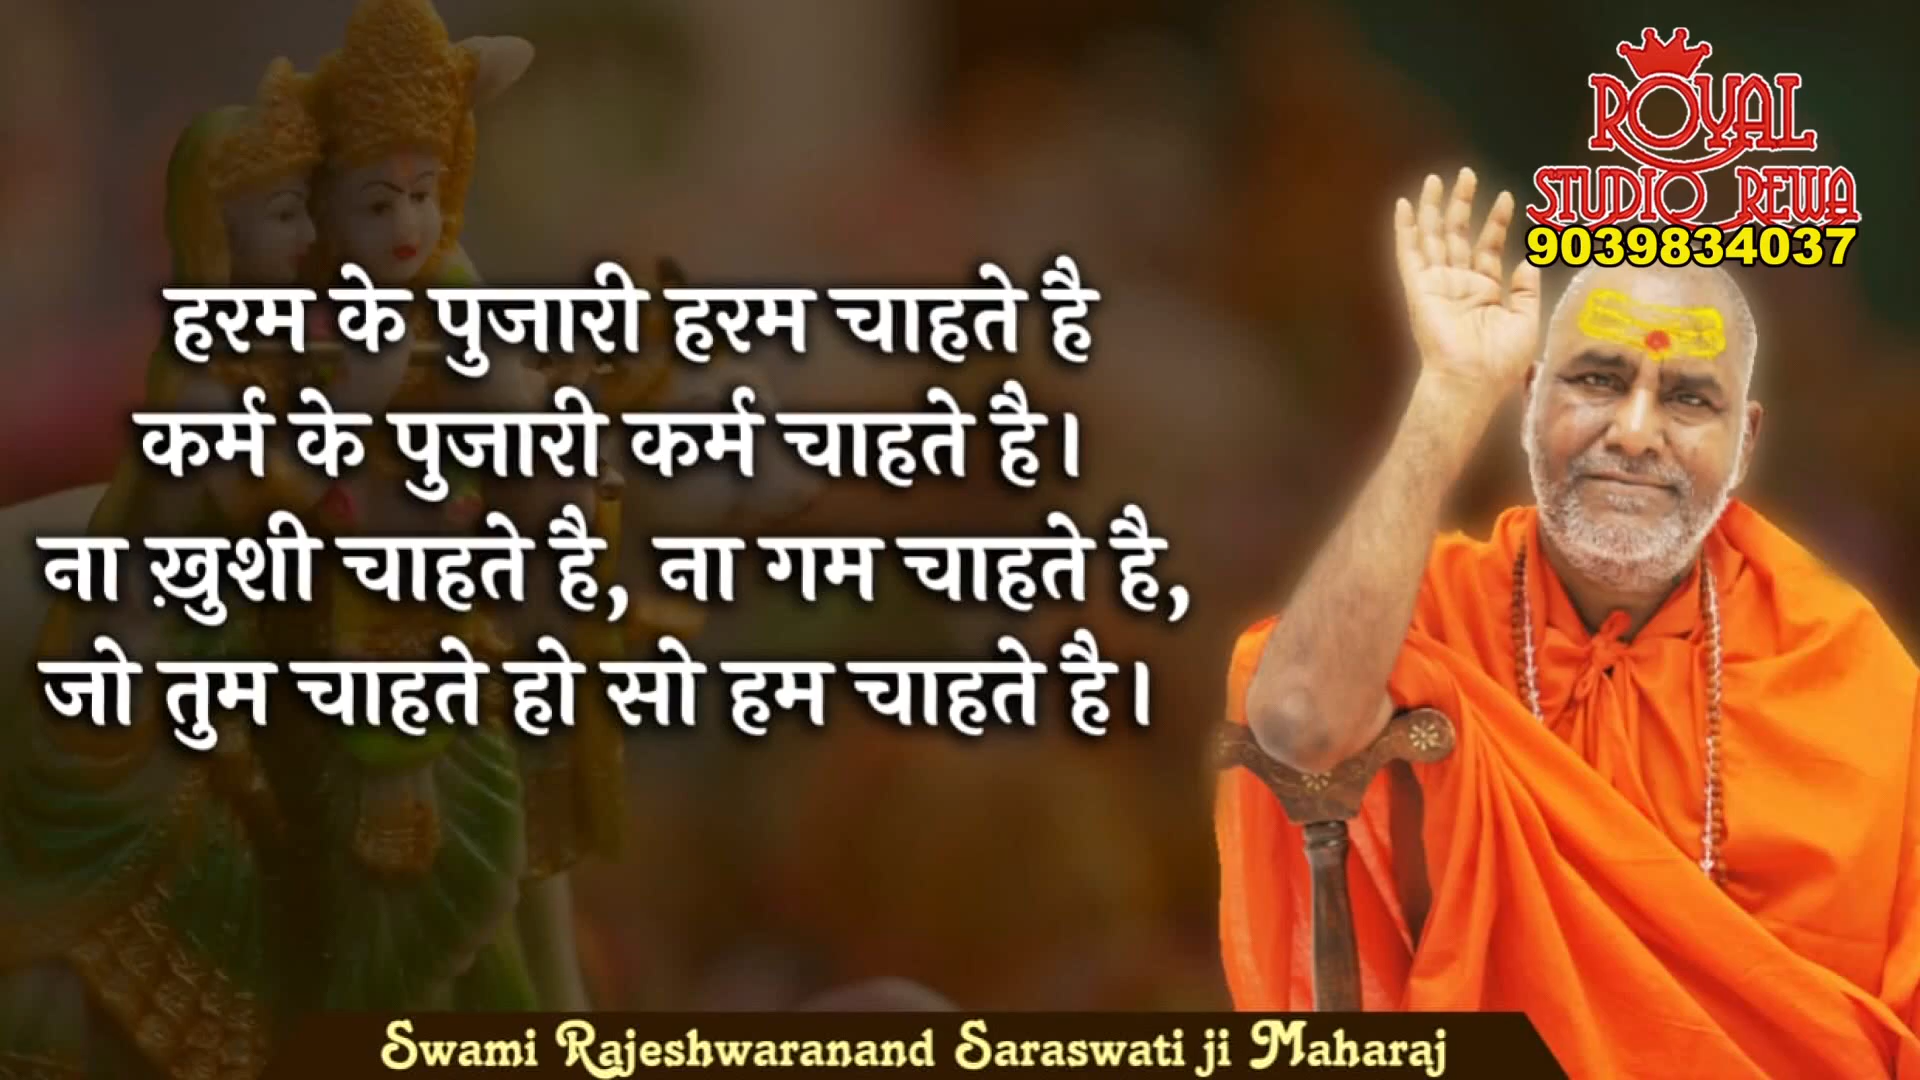 ROYAL
STUDIO REWA
9039834037
हरम के पुजारी हरम चाहते है
कर्म के पुजारी कर्म चाहते है।
ना ख़ुशी चाहते है, ना गम चाहते है,
जो तुम चाहते हो सो हम चाहते है।
Swami Rajeshwaranand Saraswati ji Maharaj